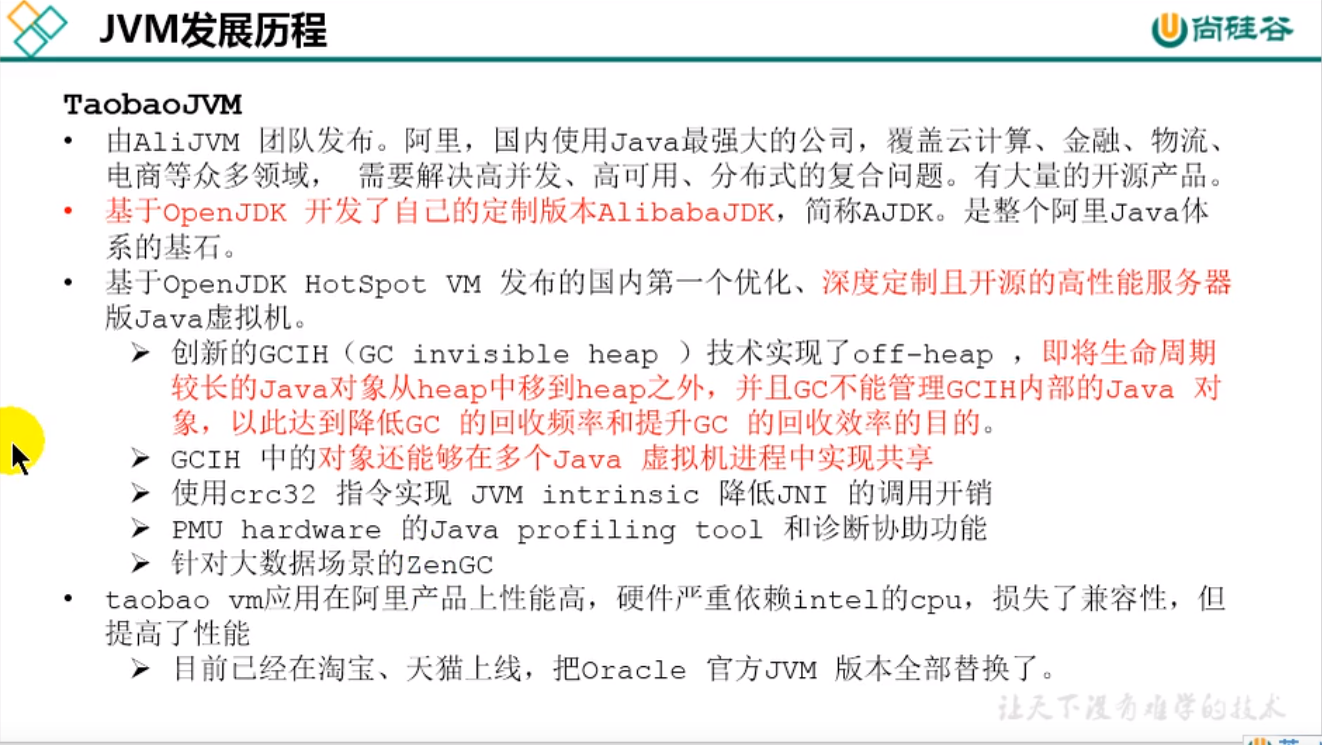 JVM发展历程
尚硅谷
TaobaoJVM
• 由AliJVM 团队发布。阿里，国内使用Java最强大的公司，覆盖云计算、金融、物流、
电商等众多领域， 需要解决高并发、高可用、分布式的复合问题。有大量的开源产品。
• 基于OpenJDK 开发了自己的定制版本AlibabaJDK，简称AJDK。是整个阿里Java体
系的基石。
• 基于OpenJDK HotSpot VM 发布的国内第一个优化、深度定制且开源的高性能服务器
版Java虚拟机。
➢ 创新的GCIH（GC invisible heap ）技术实现了off-heap ，即将生命周期
较长的Java对象从heap中移到heap之外，并且GC不能管理GCIH内部的Java 对
象，以此达到降低GC 的回收频率和提升GC 的回收效率的目的。
➢ GCIH 中的对象还能够在多个Java 虚拟机进程中实现共享
➢ 使用crc32 指令实现 JVM intrinsic 降低JNI 的调用开销
➢ PMU hardware 的Java profiling tool 和诊断协助功能
➢ 针对大数据场景的ZenGC
• taobao vm应用在阿里产品上性能高，硬件严重依赖intel的cpu，损失了兼容性，但
提高了性能
➢ 目前已经在淘宝、天猫上线，把Oracle 官方JVM 版本全部替换了。
让天下没有难学的技术